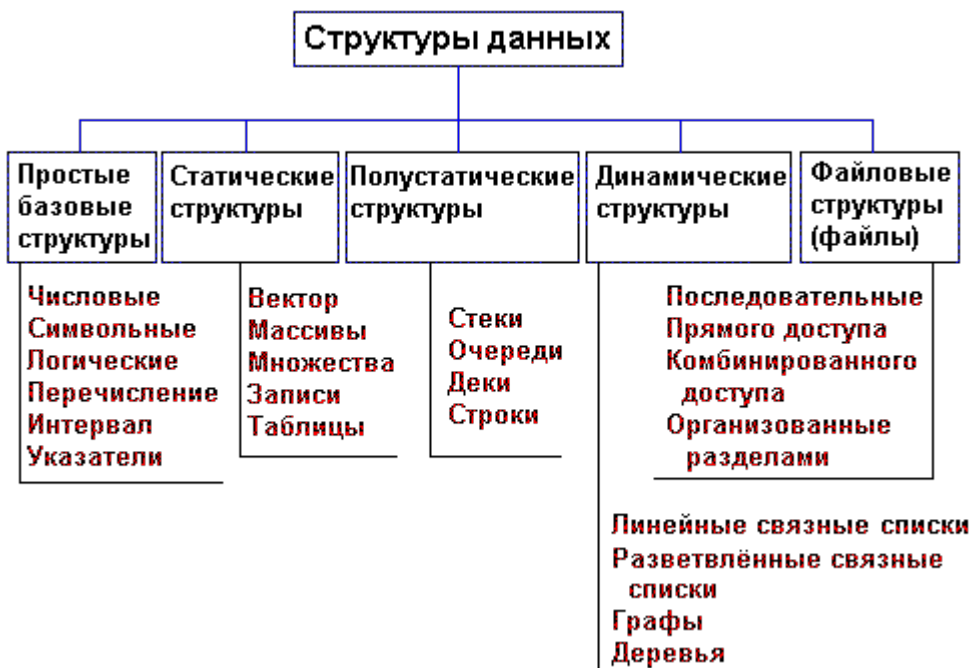 Структуры данных
Простые
базовые
структуры
Числовые
Символьные
Логические
Перечисление
Интервал
Указатели
Статические
структуры
Вектор
Массивы
Множества
Записи
Таблицы
Полустатические
структуры
Стеки
Очереди
Деки
Строки
Динамические
структуры
Линейные связные списки
Разветвлённые связные
списки
Графы
Деревья
Файловые
структуры
(файлы)
Последовательные
Прямого доступа
Комбинированного
доступа
Организованные
разделами